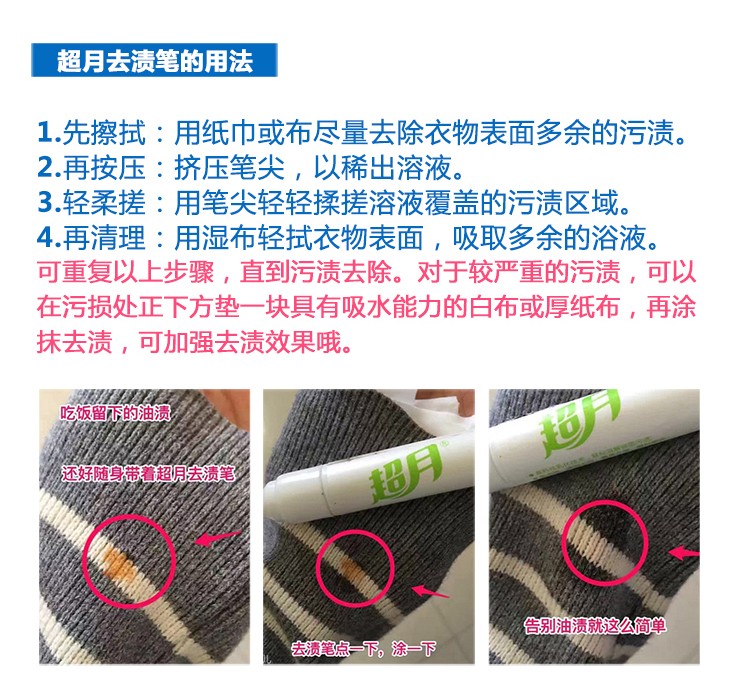 超月去渍笔的用法
1.先擦拭：用纸巾或布尽量去除衣物表面多余的污渍。
2.再按压：挤压笔尖，以稀出溶液。
3.轻柔搓：用笔尖轻轻揉搓溶液覆盖的污渍区域。
4.再清理：用湿布轻拭衣物表面，吸取多余的浴液。
可重复以上步骤，直到污渍去除。对于较严重的污渍，可以
在污损处正下方垫一块具有吸水能力的白布或厚纸布，再涂
抹去渍，可加强去渍效果哦。
吃饭留下的油渍
还好随身带着超月去渍笔
超月®
去渍笔点一下，涂一下
超月
告别油渍就这么简单